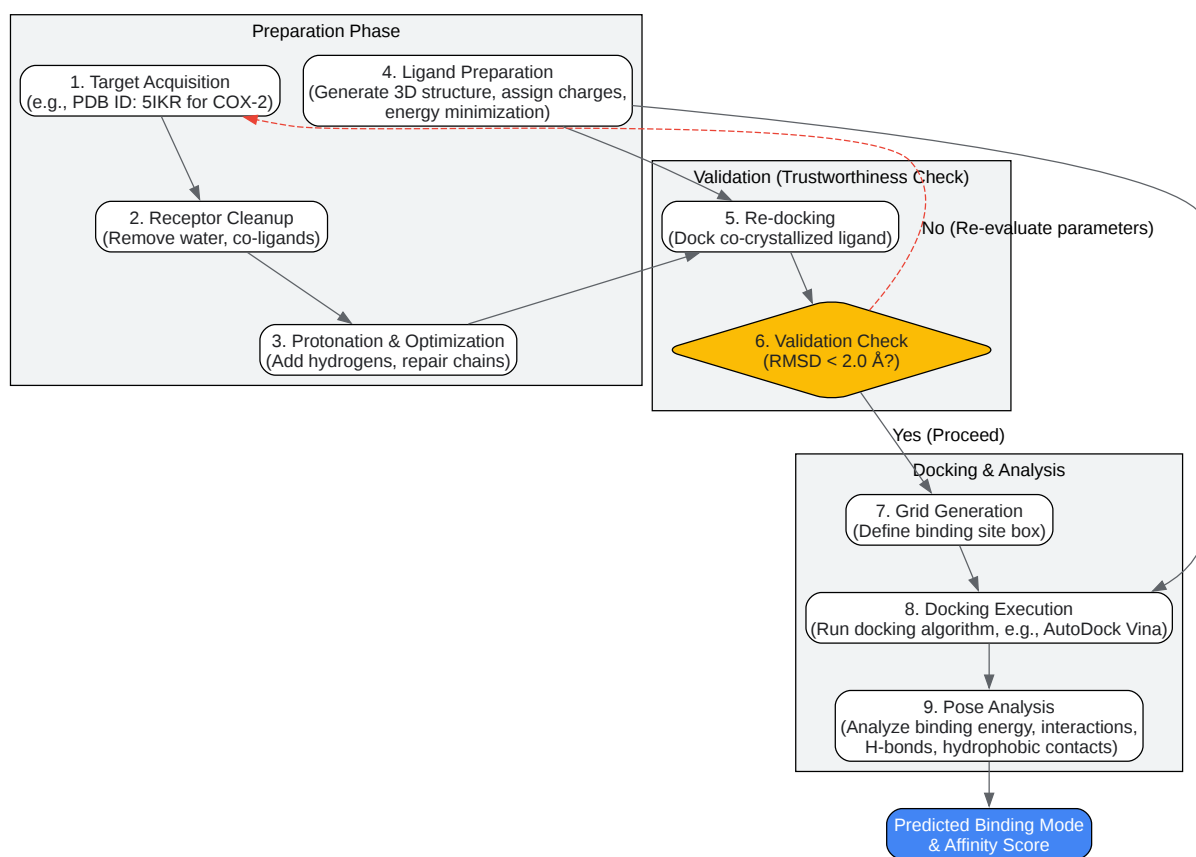 Preparation Phase
1. Target Acquisition
(e.g., PDB ID: 5IKR for COX-2)
4. Ligand Preparation
(Generate 3D structure, assign charges,
energy minimization)
2. Receptor Cleanup
(Remove water, co-ligands)
3. Protonation & Optimization
(Add hydrogens, repair chains)
Validation (Trustworthiness Check)
5. Re-docking
(Dock co-crystallized ligand)
No (Re-evaluate parameters)
6. Validation Check
(RMSD < 2.0 Å?)
Yes (Proceed)
Docking & Analysis
7. Grid Generation
(Define binding site box)
8. Docking Execution
(Run docking algorithm, e.g., AutoDock Vina)
9. Pose Analysis
(Analyze binding energy, interactions,
H-bonds, hydrophobic contacts)
Predicted Binding Mode
& Affinity Score